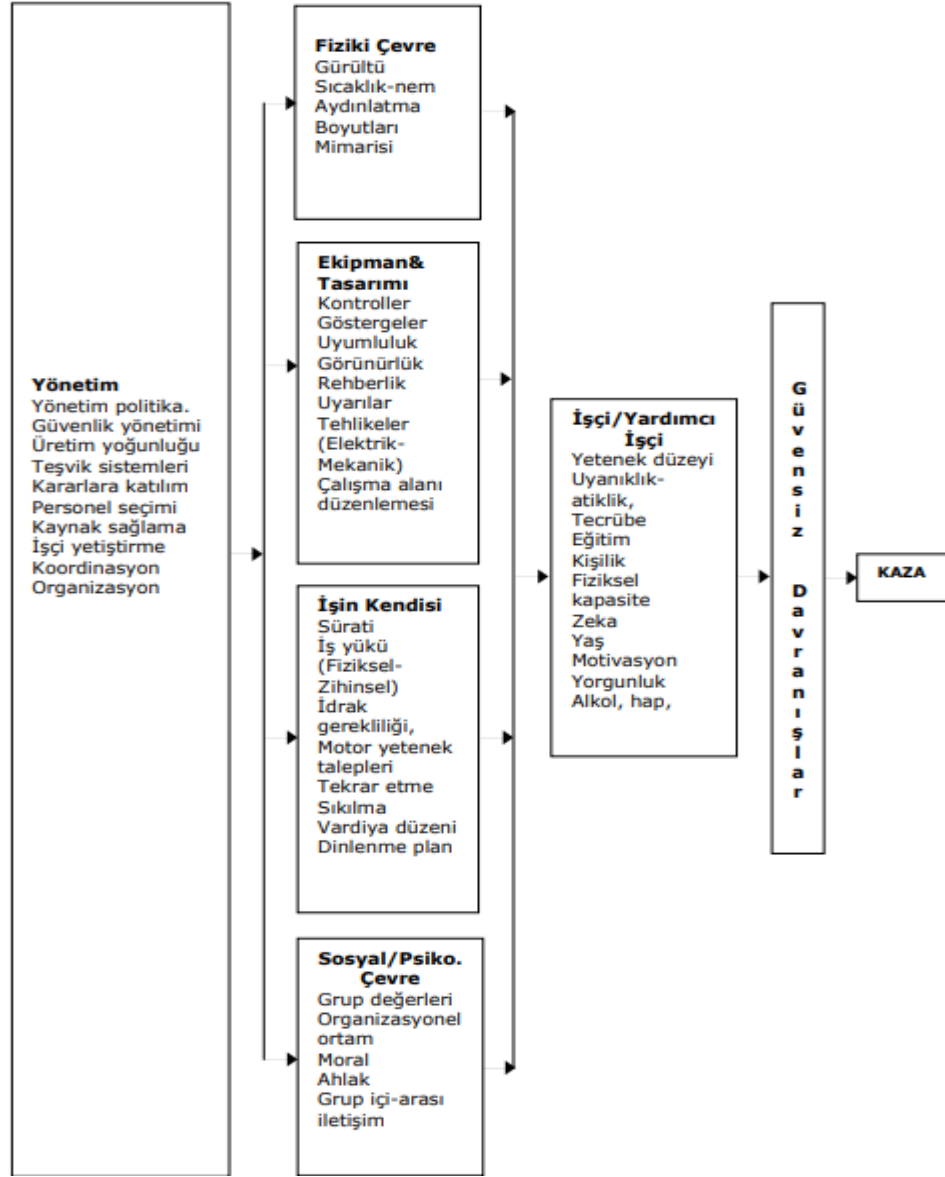 Yönetim
Yönetim politika.
Güvenlik yönetimi
Üretim yoğunluğu
Teşvik sistemleri
Kararlara katılım
Personel seçimi
Kaynak sağlama
İşçi yetiştirme
Koordinasyon
Organizasyon
Fiziki Çevre
Gürültü
Sıcaklık-nem
Aydınlatma
Boyutları
Mimarisi
Ekipman&
Tasarımı
Kontroller
Göstergeler
Uyumluluk
Görünürlük
Rehberlik
Uyarılar
Tehlikeler
(Elektrik-
Mekanik)
Çalışma alanı
düzenlemesi
İşin Kendisi
Sürati
İş yükü
(Fiziksel-
Zihinsel)
İdrak
gerekliliği,
Motor yetenek
talepleri
Tekrar etme
Sıkılma
Vardiya düzeni
Dinlenme plan
Sosyal/Psiko.
Çevre
Grup değerleri
Organizasyonel
ortam
Moral
Ahlak
Grup içi-arası
iletişim
İşçi/Yardımcı
İşçi
Yetenek düzeyi
Uyanıklık-
atiklik,
Tecrübe
Eğitim
Kişilik
Fiziksel
kapasite
Zeka
Yaş
Motivasyon
Yorgunluk
Alkol, hap,
Güvensiz Davranışlar
KAZA